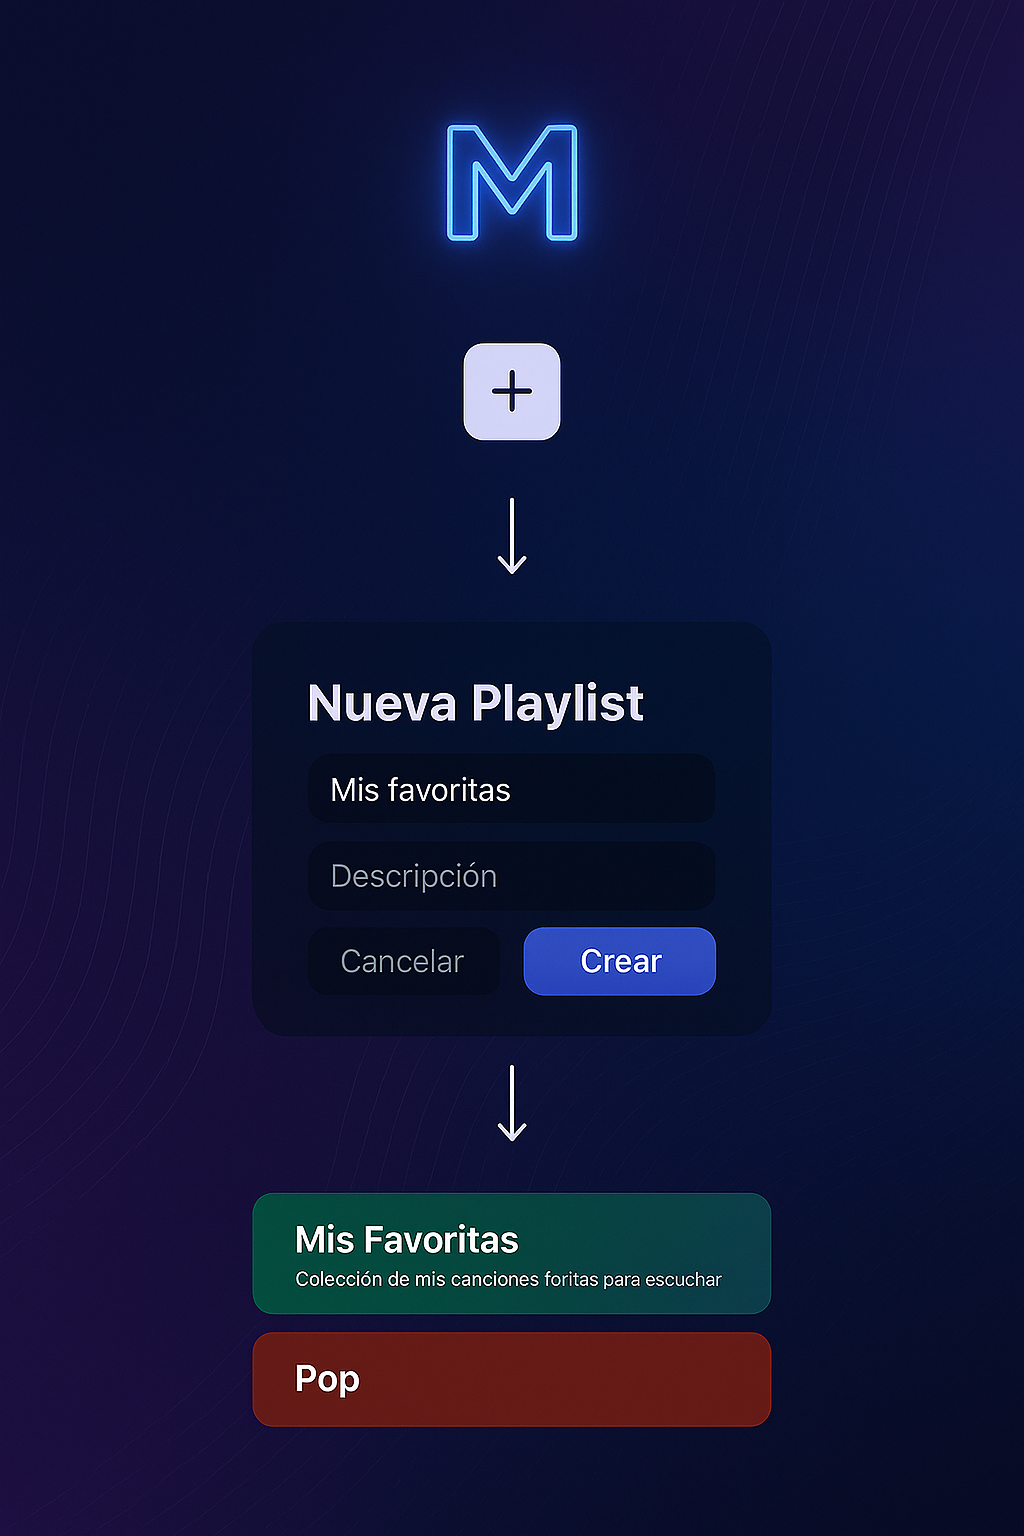 M
Nueva Playlist
Mis favoritas
Descripción
Cancelar Crear
Mis Favoritas
Colección de mis canciones foritas para escuchar
Pop